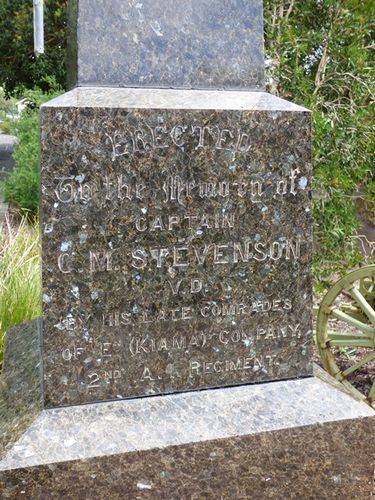 ERECTED
To the Memory of
CAPTAIN
C. M. STEVENSON
V.D.
BY HIS LATE COMRADES
OF "E" (KIAMA) COMPANY,
2ND A. I. REGIMENT.